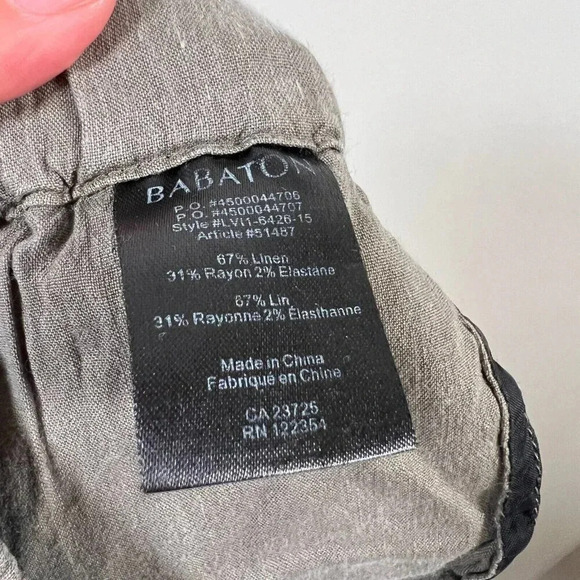 BABATON
P.O. #4500044706
P.O. #4500044707
Style #LVI1-6426-15
Article #51487
67% Linen
31% Rayon 2% Elastane
67% Lin
31% Rayonne 2% Élasthanne
Made in China
Fabriqué en Chine
CA 23725
RN 122354